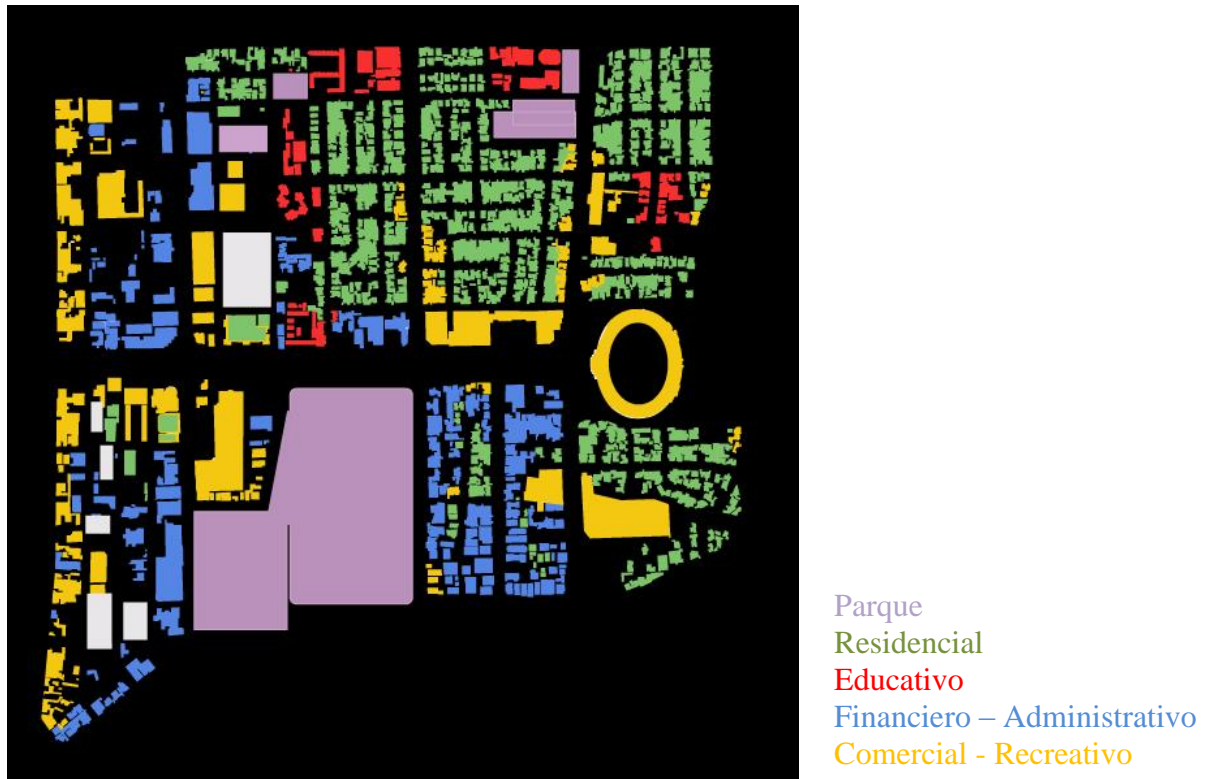 Parque
Residencial
Educativo
Financiero – Administrativo
Comercial - Recreativo